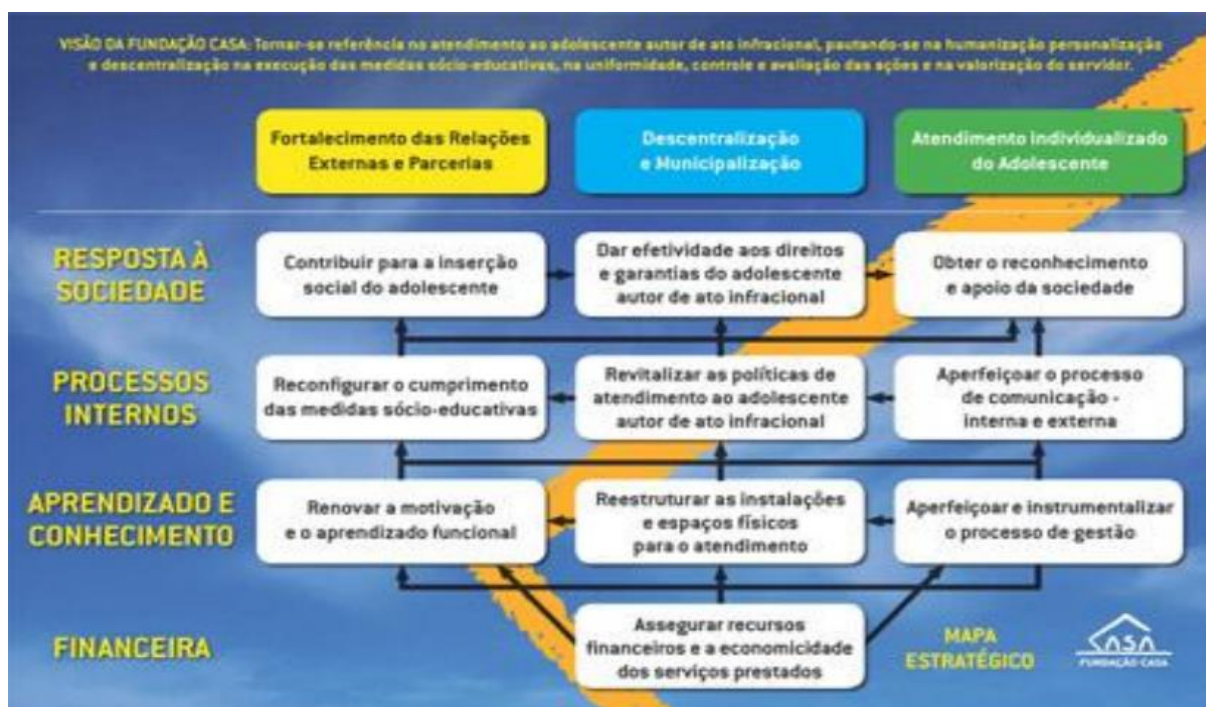 VISÃO DA FUNDAÇÃO CASA: Tornar-se referência no atendimento ao adolescente autor de ato infracional, pautando-se na humanização personalização
e descentralização na execução das medidas sócio-educativas, na uniformidade, controle e avaliação das ações e na valorização do servidor.
Fortalecimento das Relações
Externas e Parcerias
Descentralização
e Municipalização
Atendimento Individualizado
do Adolescente
RESPOSTA À
SOCIEDADE
Contribuir para a inserção
social do adolescente
Dar efetividade aos direitos
e garantias do adolescente
autor de ato infracional
Obter o reconhecimento
e apoio da sociedade
PROCESSOS
INTERNOS
Reconfigurar o cumprimento
das medidas sócio-educativas
Revitalizar as políticas de
atendimento ao adolescente
autor de ato infracional
Aperfeiçoar o processo
de comunicação -
interna e externa
APRENDIZADO E
CONHECIMENTO
Renovar a motivação
e o aprendizado funcional
Reestruturar as instalações
e espaços físicos
para o atendimento
Aperfeiçoar e instrumentalizar
o processo de gestão
FINANCEIRA
Assegurar recursos
financeiros e a economicidade
dos serviços prestados
MAPA
ESTRATÉGICO
CASA
FUNDAÇÃO CASA